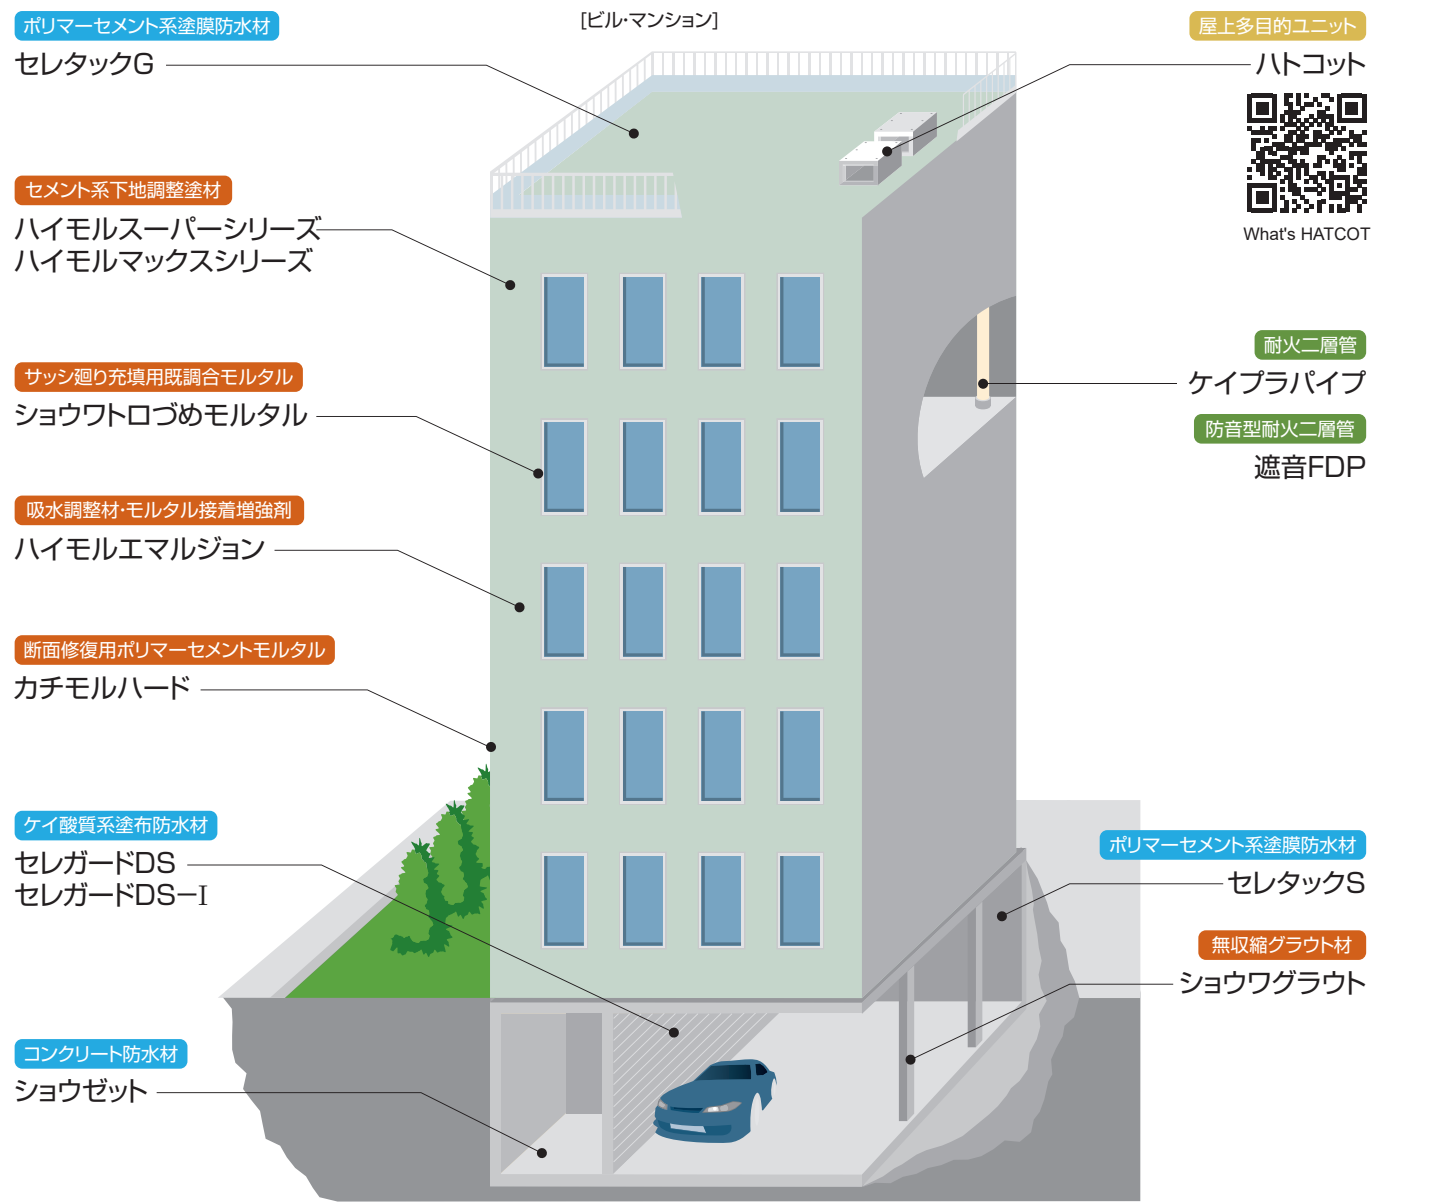 [ビル・マンション]
ポリマーセメント系塗膜防水材
セレタックG
セメント系下地調整塗材
ハイモルスーパーシリーズ
ハイモルマックスシリーズ
サッシ廻り充填用既調合モルタル
ショウワトロづめモルタル
吸水調整材・モルタル接着増強剤
ハイモルエマルジョン
断面修復用ポリマーセメントモルタル
カチモルハード
ケイ酸質系塗布防水材
セレガードDS
セレガードDS−I
コンクリート防水材
ショウゼット
屋上多目的ユニット
ハトコット
What's HATCOT
耐火二層管
ケイプラパイプ
防音型耐火二層管
遮音FDP
ポリマーセメント系塗膜防水材
セレタックS
無収縮グラウト材
ショウワグラウト